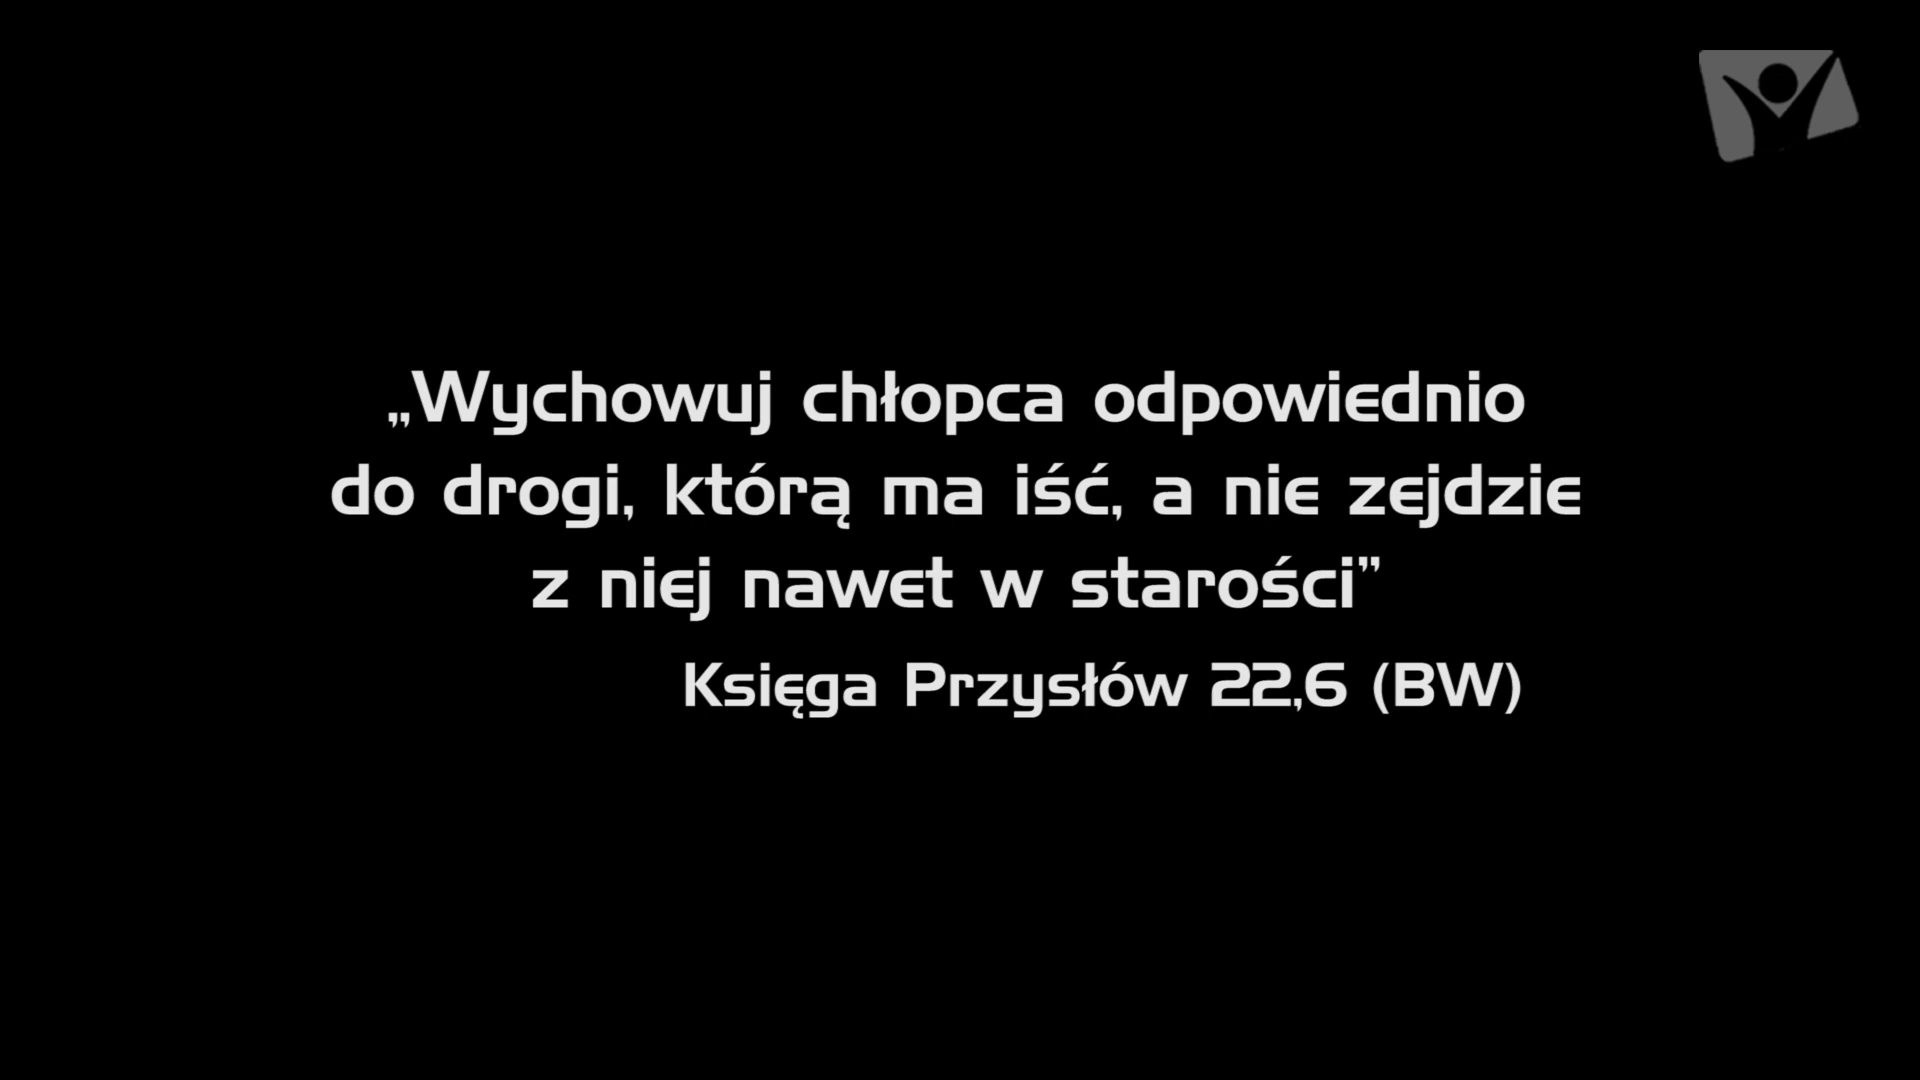 „Wychowuj chłopca odpowiednio
do drogi, którą ma iść, a nie zejdzie
z niej nawet w starości”
Księga Przysłów 22,6 (BW)